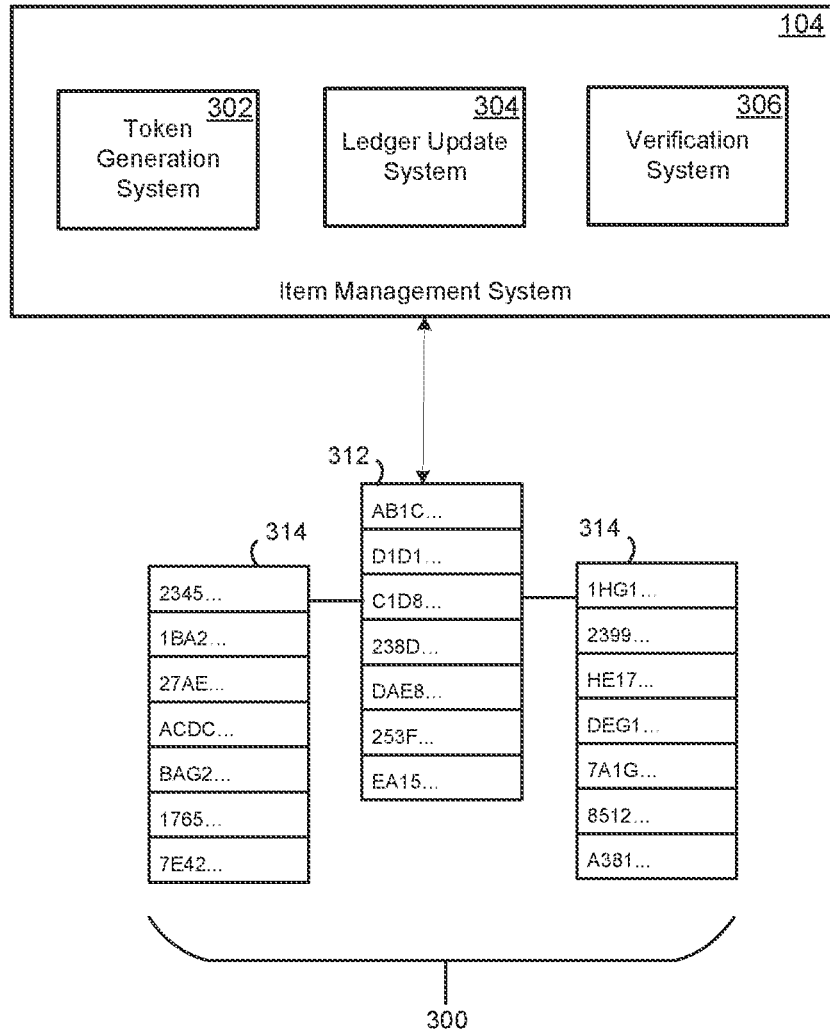 104
302
Token
Generation
System
304
Ledger Update
System
306
Verification
System
Item Management System
312
AB1C...
D1D1...
C1D8...
238D...
DAE8...
253F...
EA15...
314
2345...
1BA2...
27AE...
ACDC...
BAG2...
1765...
7E42...
314
1HG1...
2399...
HE17...
DEG1...
7A1G...
8512...
A381...
300